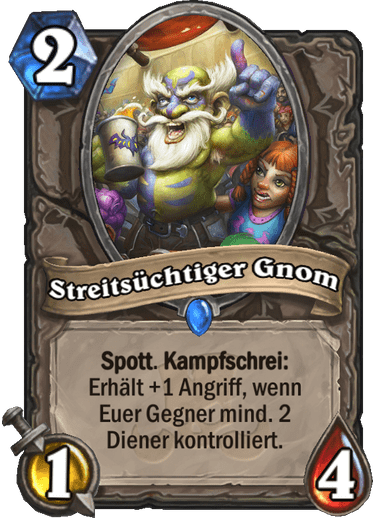 2
Streitsüchtiger Gnom
Spott. Kampfschrei:
Erhält +1 Angriff, wenn
Euer Gegner mind. 2
Diener kontrolliert.
1
4